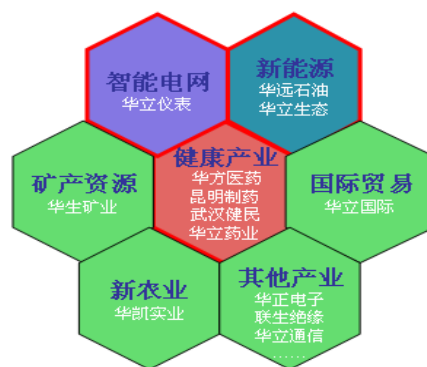 智能电网
华立仪表
新能源
华远石油
华立生态
矿产资源
华生矿业
健康产业
华方医药
昆明制药
武汉健民
华立药业
国际贸易
华立国际
新农业
华凯实业
其他产业
华正电子
联生绝缘
华立通信
……